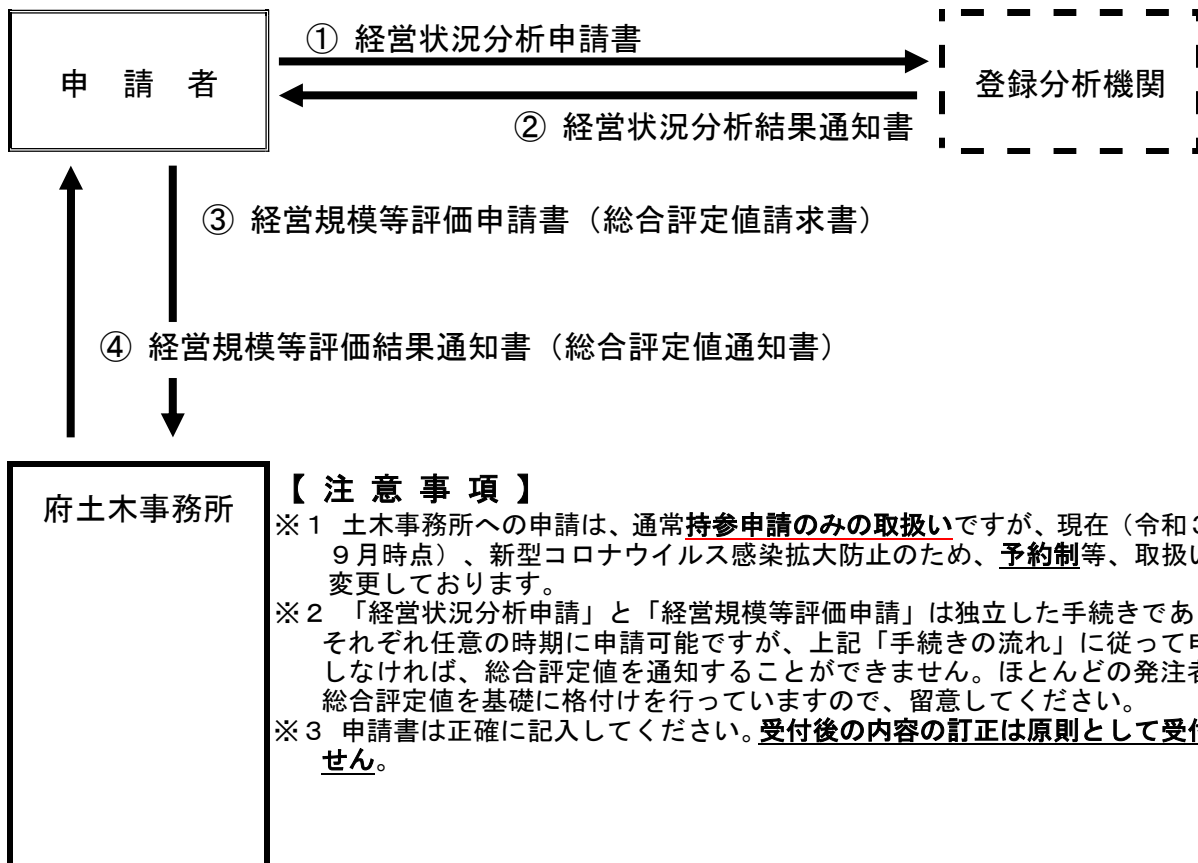 ① 経営状況分析申請書
申 請 者
登録分析機関
② 経営状況分析結果通知書
③ 経営規模等評価申請書（総合評定値請求書）
④ 経営規模等評価結果通知書（総合評定値通知書）
府土木事務所
【 注 意 事 項 】
※１ 土木事務所への申請は、通常持参申請のみの取扱いですが、現在（令和３
９月時点）、新型コロナウイルス感染拡大防止のため、予約制等、取扱い
変更しております。
※２ 「経営状況分析申請」と「経営規模等評価申請」は独立した手続きであ
それぞれ任意の時期に申請可能ですが、上記「手続きの流れ」に従って申
しなければ、総合評定値を通知することができません。ほとんどの発注者
総合評定値を基礎に格付けを行っていますので、留意してください。
※３ 申請書は正確に記入してください。受付後の内容の訂正は原則として受付
せん。